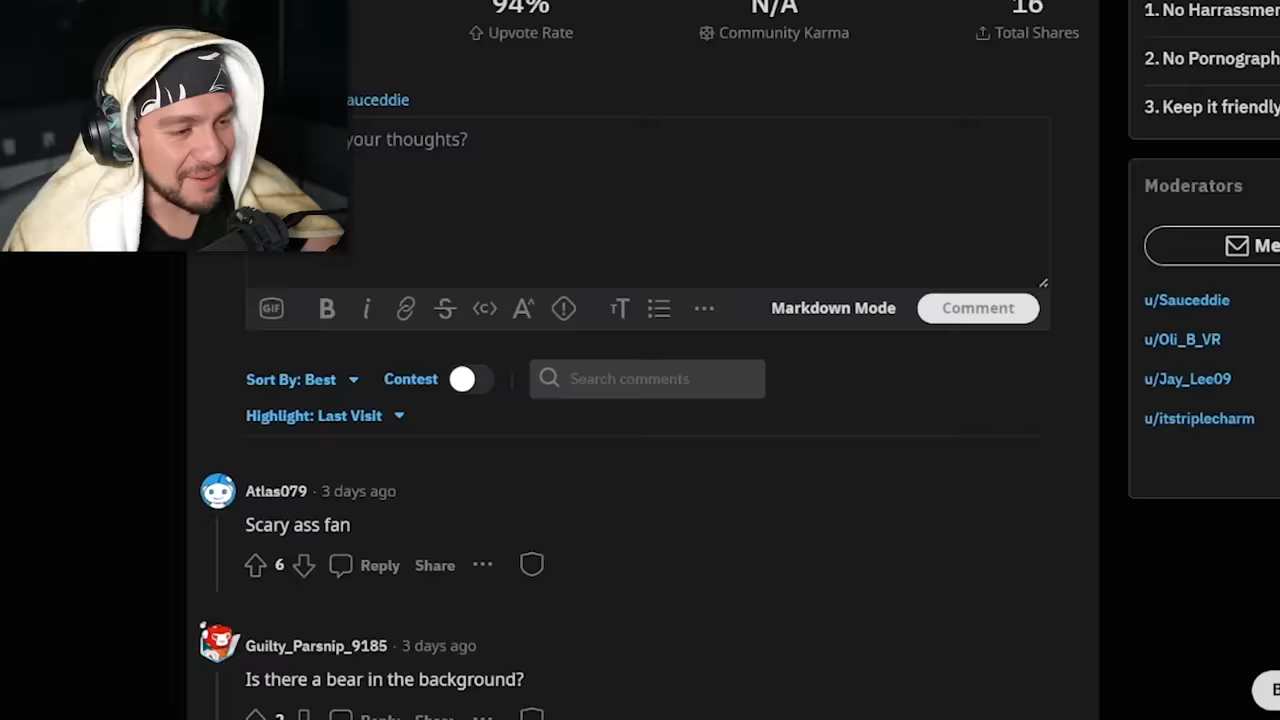 94%
N/A
16
Upvote Rate
Community Karma
Total Shares
1. No
2. No
3. Keep it friendly
auceddie
your thoughts?
Moderators
GIF
Markdown Mode
Comment
u/Sauceddie
u/Oli_B_VR
u/Jay_Lee09
u/itstriplecharm
Sort By: Best
Contest
Search comments
Highlight: Last Visit
Atlas079 · 3 days ago
Scary ass fan
6
Reply
Share
Guilty_Parsnip_9185 · 3 days ago
Is there a bear in the background?